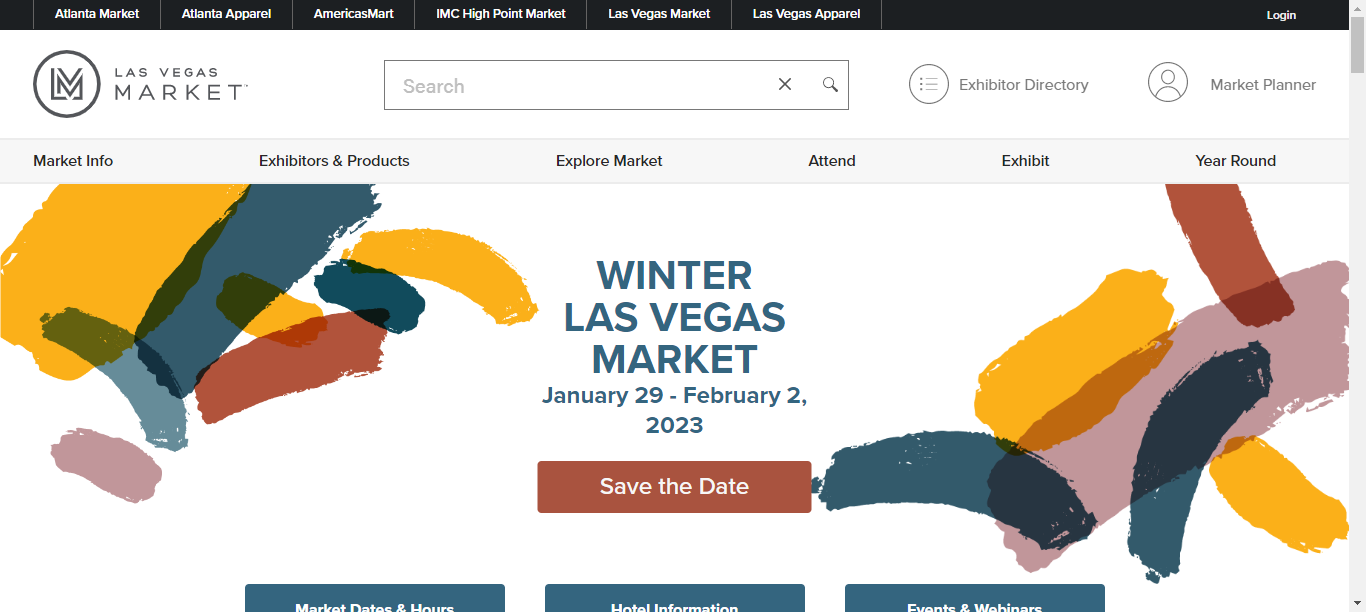 Atlanta Market
Atlanta Apparel
AmericasMart
IMC High Point Market
Las Vegas Market
Las Vegas Apparel
Login
LAS VEGAS
MARKET
Search
Exhibitor Directory
Market Planner
Market Info
Exhibitors & Products
Explore Market
Attend
Exhibit
Year Round
WINTER
LAS VEGAS
MARKET
January 29 - February 2,
2023
Save the Date
Market Dates & Hours
Hotel Information
Events & Webinars